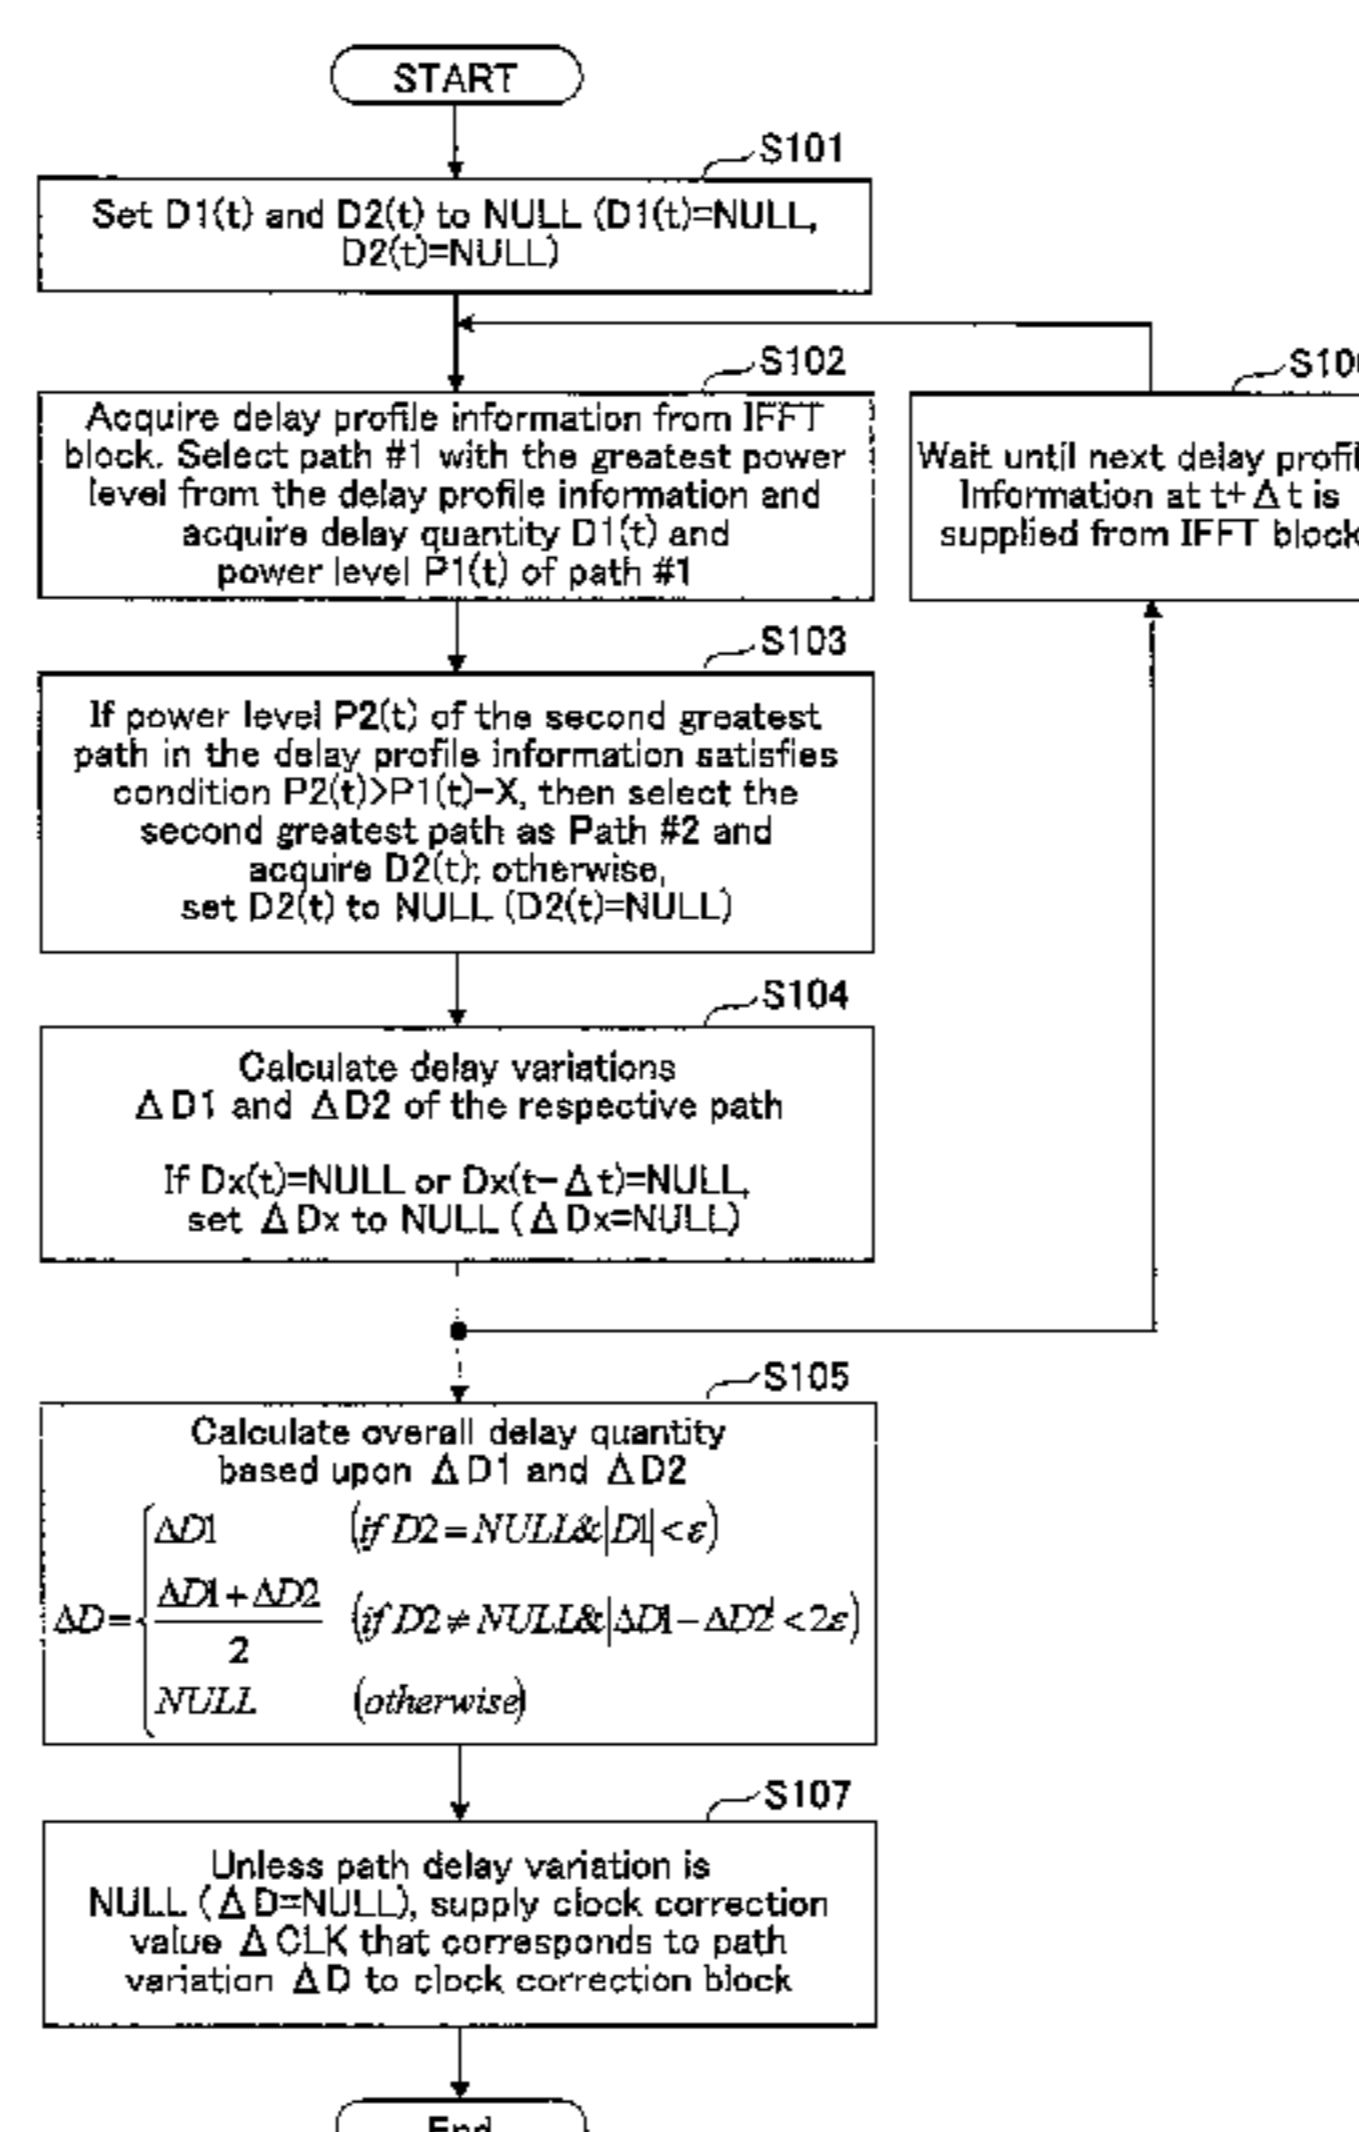 START
S101
Set D1(t) and D2(t) to NULL (D1(t)=NULL,
D2(t)=NULL)
S102
Acquire delay profile information from IFFT
block. Select path #1 with the greatest power
level from the delay profile information and
acquire delay quantity D1(t) and
power level P1(t) of path #1
Wait until next delay
Information at t+Δt is
supplied from IFFT block
S103
If power level P2(t) of the second greatest
path in the delay profile information satisfies
condition P2(t)>P1(t)-X, then select the
second greatest path as Path #2 and
acquire D2(t); otherwise,
set D2(t) to NULL (D2(t)=NULL)
S104
Calculate delay variations
ΔD1 and ΔD2 of the respective path
If Dx(t)=NULL or Dx(t-Δt)=NULL,
set ΔDx to NULL (ΔDx=NULL)
S105
Calculate overall delay quantity
based upon ΔD1 and ΔD2
ΔD1 (if D2=NULL&|D1|<ε)
ΔD= ΔD1+ΔD2 / 2 (if D2≠NULL&|ΔD1-ΔD2|<2ε)
NULL (otherwise)
S107
Unless path delay variation is
NULL (ΔD=NULL), supply clock correction
value ΔCLK that corresponds to path
variation ΔD to clock correction block
End